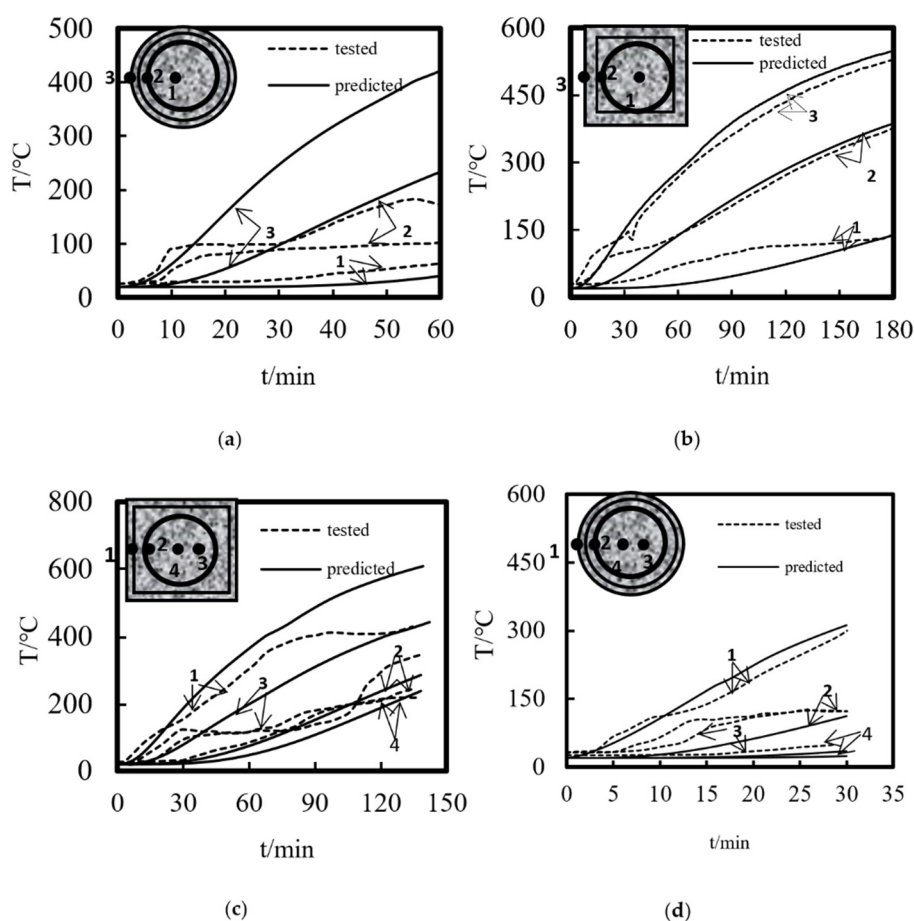 500
400
300
200
100
0
T/°C
0 10 20 30 40 50 60
t/min
tested
predicted
3 2 1
3
2
1
(a)
600
450
300
150
0
T/°C
0 30 60 90 120 150 180
t/min
tested
predicted
3 2 1
3
2
1
(b)
800
600
400
200
0
T/°C
0 30 60 90 120 150
t/min
tested
predicted
1 2 4 3
1
3
2
4
(c)
600
450
300
150
0
T/°C
0 5 10 15 20 25 30 35
t/min
tested
predicted
1 2 4 3
1
2
3
4
(d)